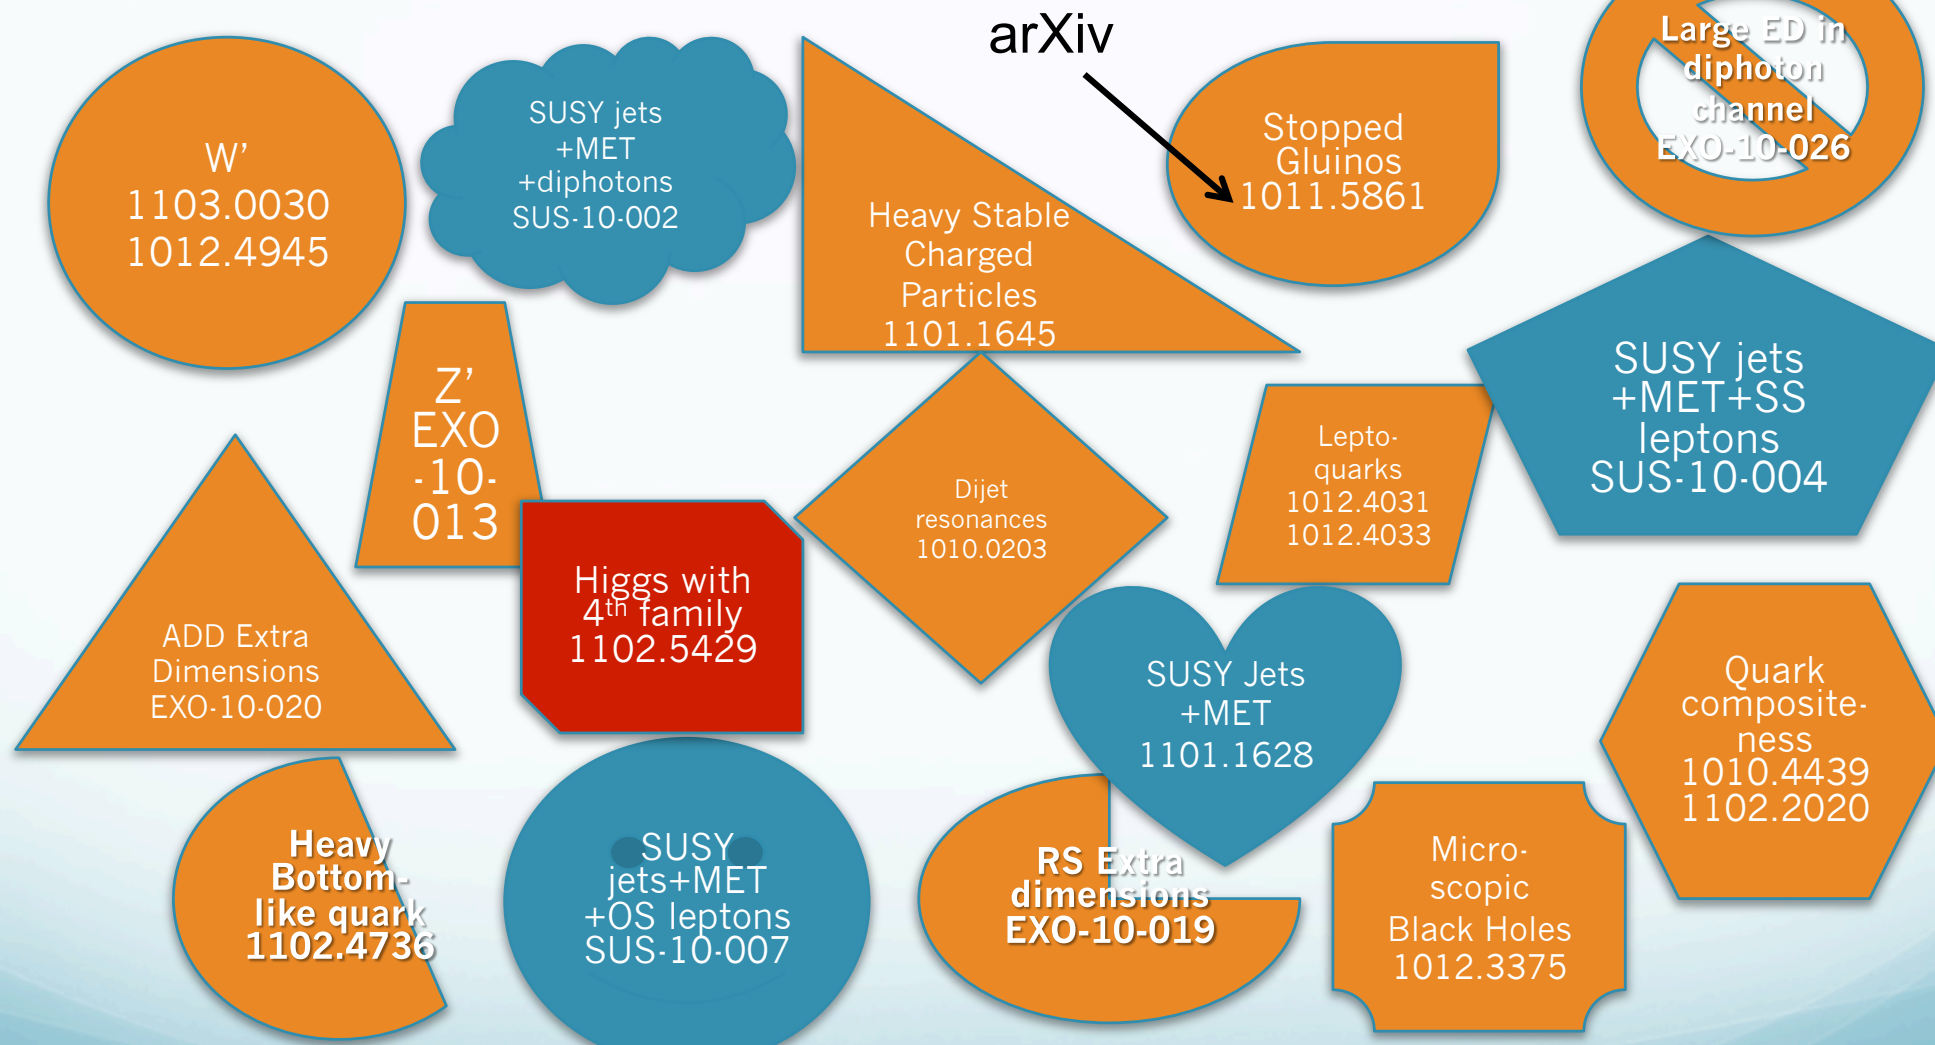 arXiv
W’
1103.0030
1012.4945
SUSY jets
+MET
+diphotons
SUS-10-002
Heavy Stable
Charged
Particles
1101.1645
Stopped
Gluinos
1011.5861
Large ED in
diphoton
channel
EXO-10-026
Z’
EXO
-10-
013
Dijet
resonances
1010.0203
Lepto-
quarks
1012.4031
1012.4033
SUSY jets
+MET+SS
leptons
SUS-10-004
ADD Extra
Dimensions
EXO-10-020
Higgs with
4th family
1102.5429
SUSY Jets
+MET
1101.1628
Quark
composite-
ness
1010.4439
1102.2020
Heavy
Bottom-
like quark
1102.4736
SUSY
jets+MET
+OS leptons
SUS-10-007
RS Extra
dimensions
EXO-10-019
Micro-
scopic
Black Holes
1012.3375